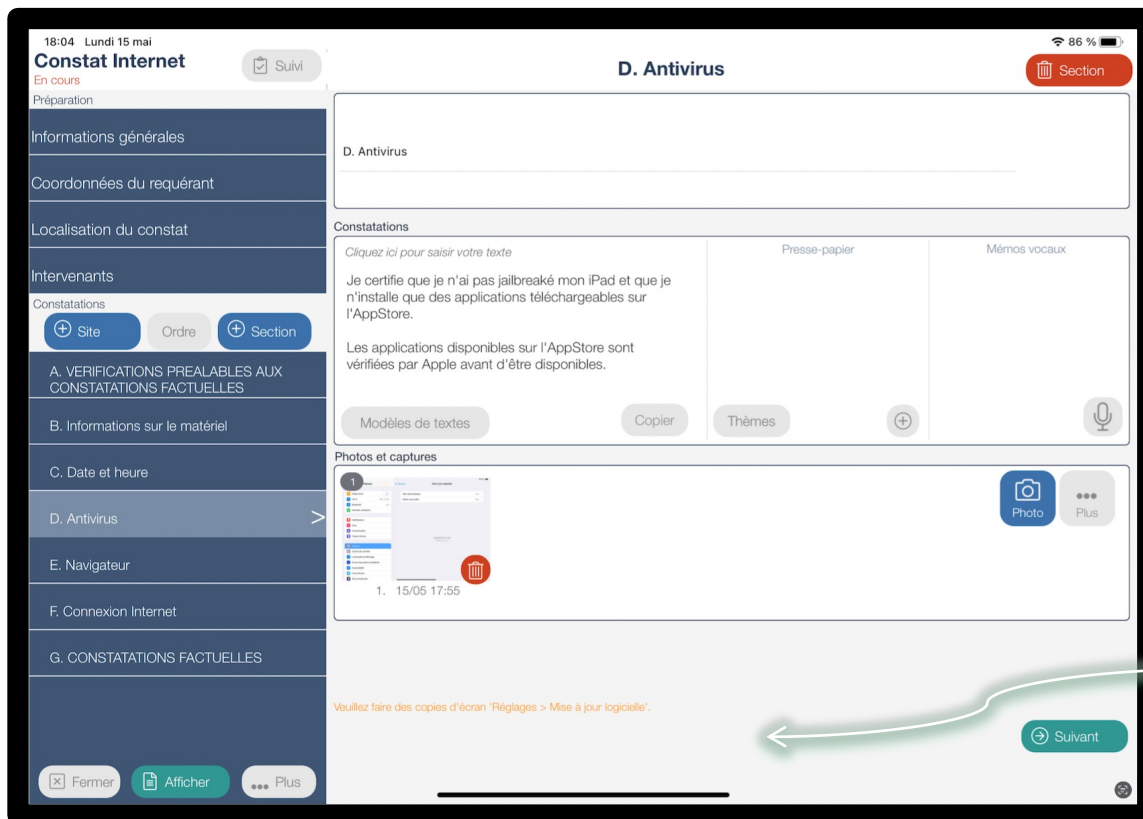 18:04 Lundi 15 mai
86 %
Constat Internet
En cours
Suivi
D. Antivirus
Section
Préparation
Informations générales
Coordonnées du requérant
Localisation du constat
Intervenants
Constatations
Site
Ordre
Section
A. VERIFICATIONS PREALABLES AUX
CONSTATATIONS FACTUELLES
B. Informations sur le matériel
C. Date et heure
D. Antivirus
E. Navigateur
F. Connexion Internet
G. CONSTATATIONS FACTUELLES
Fermer
Afficher
Plus
D. Antivirus
Constatations
Cliquez ici pour saisir votre texte
Je certifie que je n'ai pas jailbreaké mon iPad et que je
n'installe que des applications téléchargeables sur
l'AppStore.
Les applications disponibles sur l'AppStore sont
vérifiées par Apple avant d'être disponibles.
Modèles de textes
Copier
Presse-papier
Thèmes
Mémos vocaux
Photos et captures
1
1. 15/05 17:55
Photo
Plus
Veuillez faire des copies d'écran 'Réglages > Mise à jour logicielle'.
Suivant